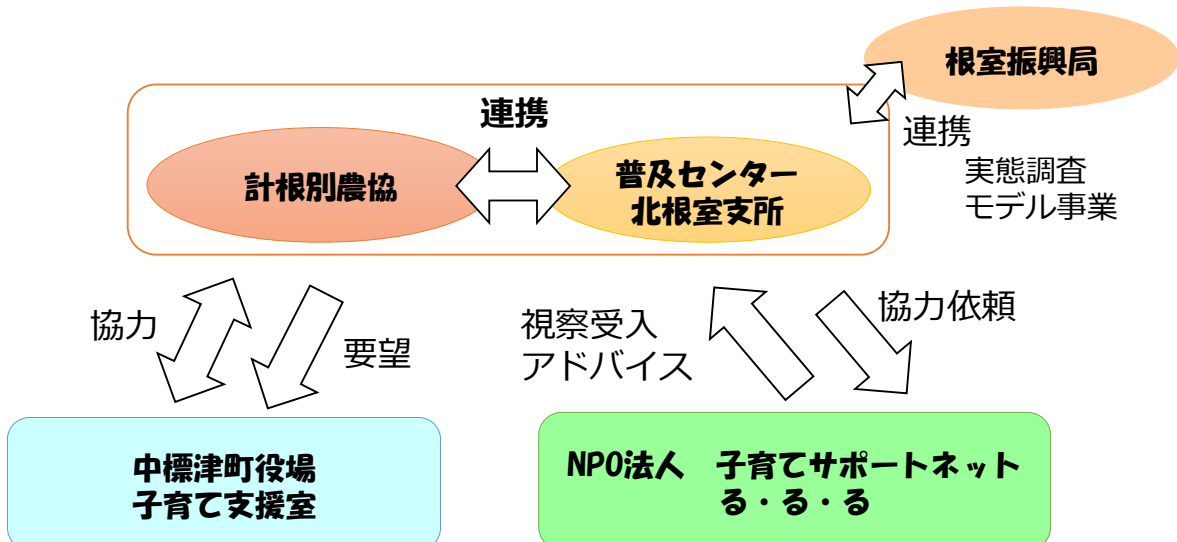 根室振興局
連携
計根別農協
普及センター
北根室支所
連携
実態調査
モデル事業
協力
要望
視察受入
アドバイス
協力依頼
中標津町役場
子育て支援室
NPO法人　子育てサポートネット
る・る・る